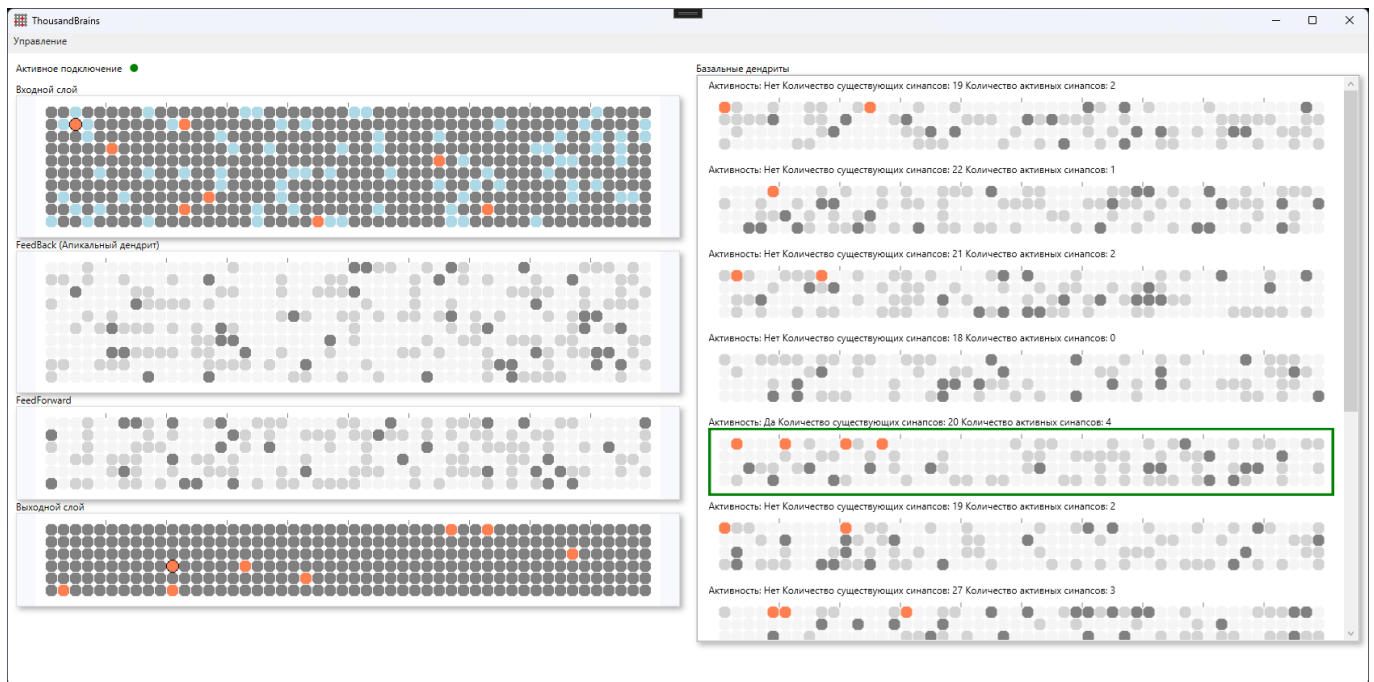 ThousandBrains
Управление
Активное подключение
Входной слой
FeedBack (Апикальный дендрит)
FeedForward
Выходной слой
Базальные дендриты
Активность: Нет Количество существующих синапсов: 19 Количество активных синапсов: 2
Активность: Нет Количество существующих синапсов: 22 Количество активных синапсов: 1
Активность: Нет Количество существующих синапсов: 21 Количество активных синапсов: 2
Активность: Нет Количество существующих синапсов: 18 Количество активных синапсов: 0
Активность: Да Количество существующих синапсов: 20 Количество активных синапсов: 4
Активность: Нет Количество существующих синапсов: 19 Количество активных синапсов: 2
Активность: Нет Количество существующих синапсов: 27 Количество активных синапсов: 3